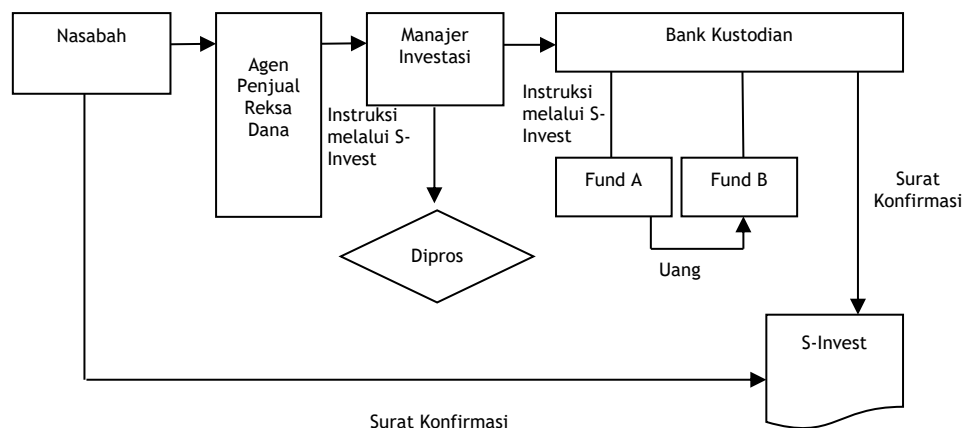 Nasabah
Agen
Penjual
Reksa
Dana
Instruksi
melalui S-
Invest
Manajer
Investasi
Dipros
Instruksi
melalui S-
Invest
Bank Kustodian
Fund A
Fund B
Uang
Surat
Konfirmasi
S-Invest
Surat Konfirmasi